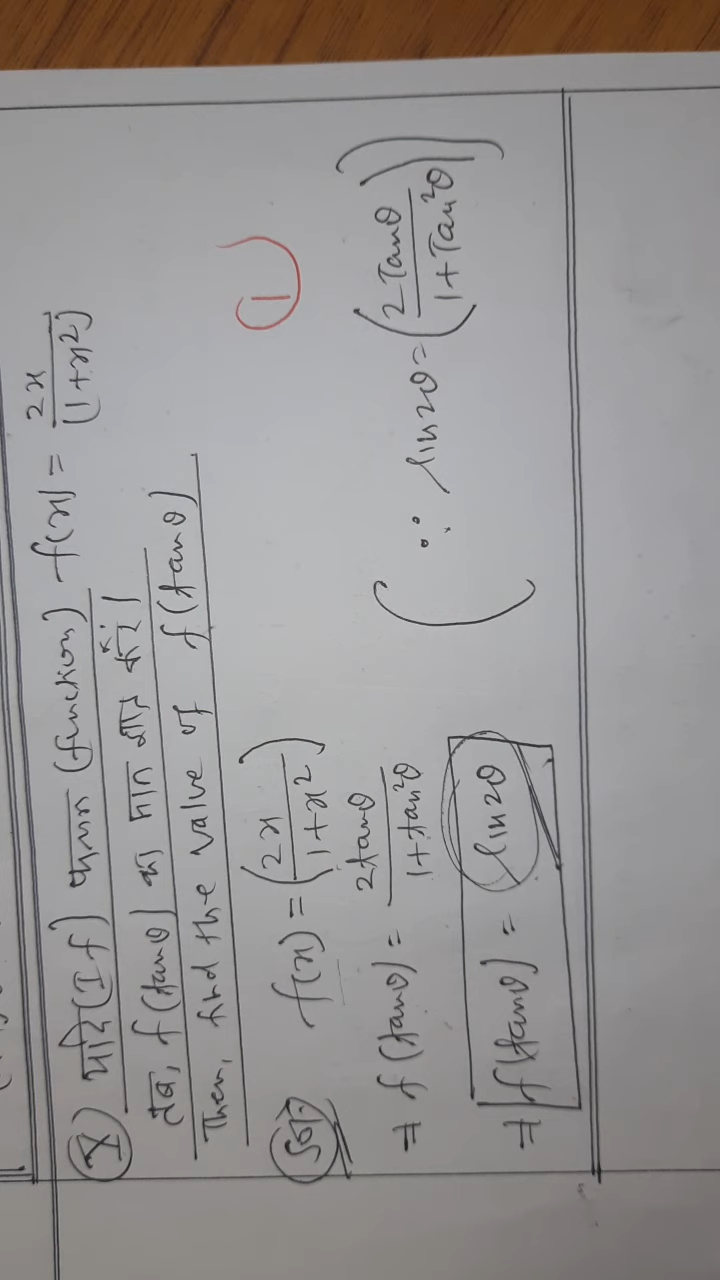 (X) यदि (If) फलन (function) f(x) = 2x/(1+x²)
तब, f(tanθ) का मान ज्ञात करें।
Then, find the value of f(tanθ)
Sol? f(x) = (2x/(1+x²))
1
⇒ f(tanθ) = 2tanθ/(1+tan²θ)
⇒ f(tanθ) = sin2θ (∵ sin2θ = (2Tanθ/(1+Tan²θ)))